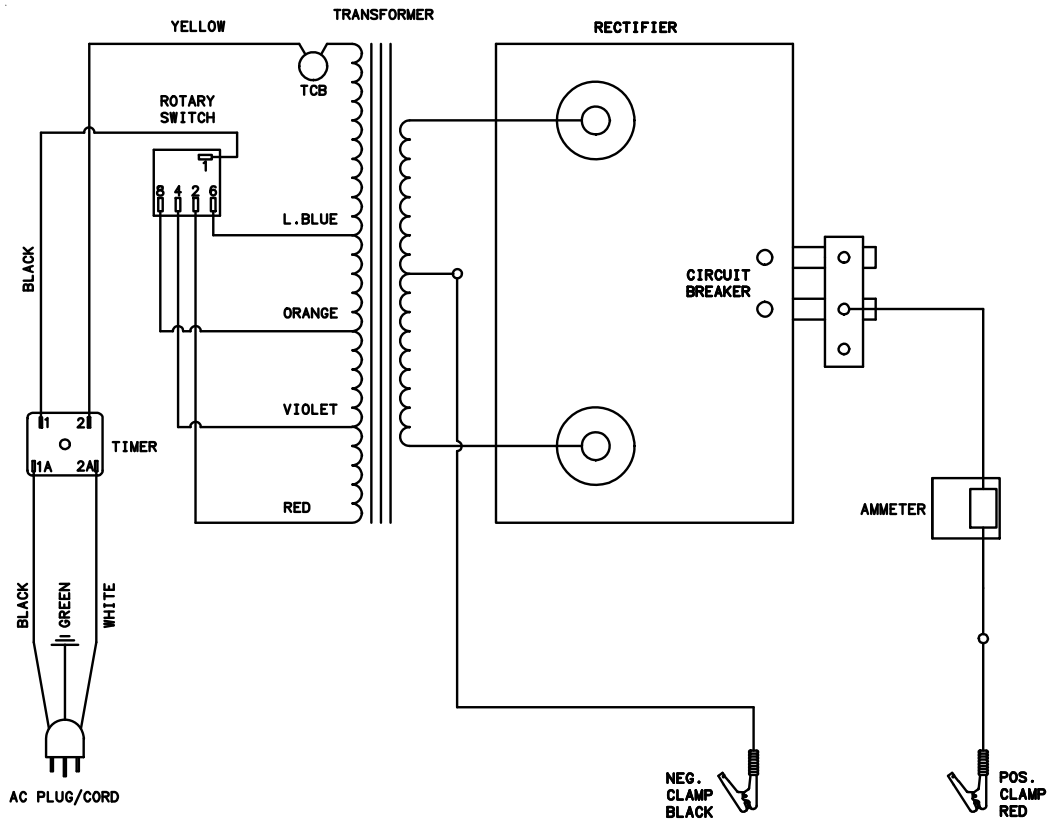 TRANSFORMER
YELLOW
RECTIFIER
TCB
ROTARY
SWITCH
1
8 4 2 6
L.BLUE
BLACK
CIRCUIT
BREAKER
ORANGE
VIOLET
1 2
TIMER
1A 2A
RED
AMMETER
BLACK
GREEN
WHITE
AC PLUG/CORD
NEG.
CLAMP
BLACK
POS.
CLAMP
RED